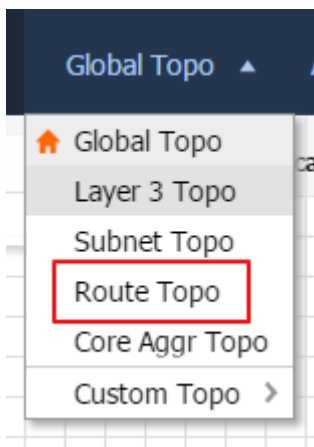 Global Topo ▲
Global Topo
Layer 3 Topo
Subnet Topo
Route Topo
Core Aggr Topo
Custom Topo >